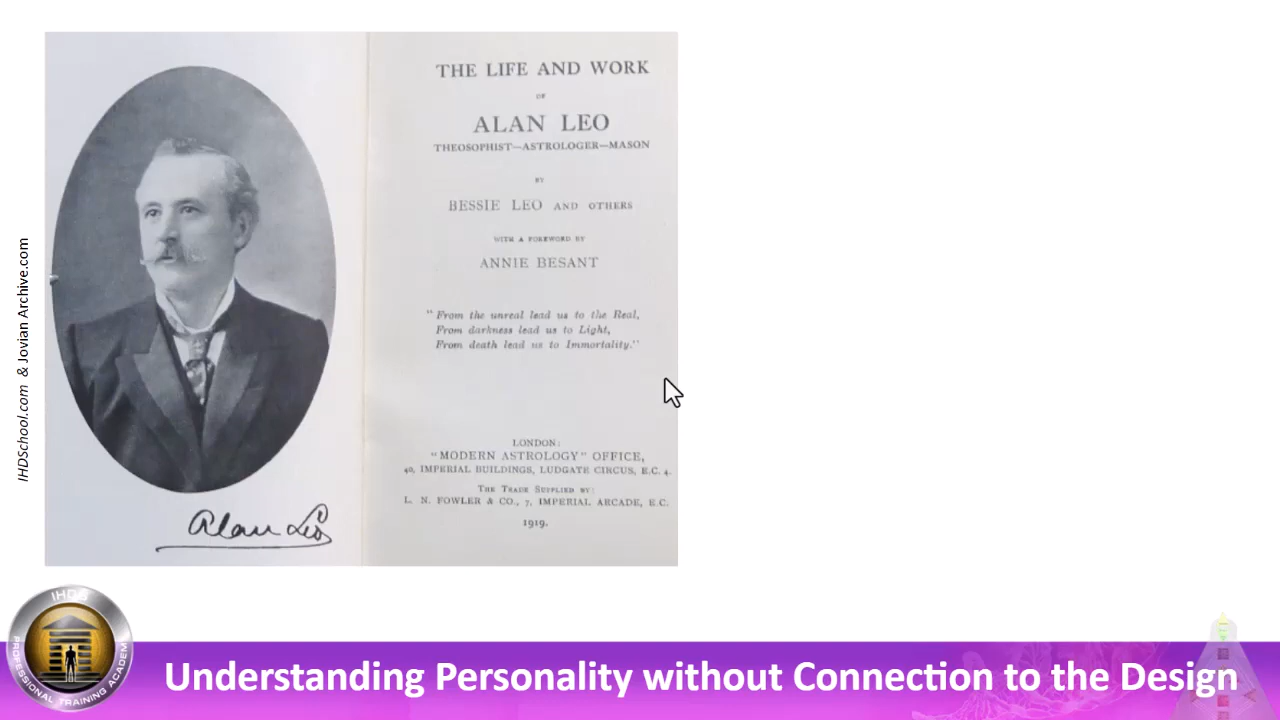 THE LIFE AND WORK
OF
ALAN LEO
THEOSOPHIST—ASTROLOGER—MASON
BY
BESSIE LEO AND OTHERS
WITH A FOREWORD BY
ANNIE BESANT
"From the unreal lead us to the Real,
From darkness lead us to Light,
From death lead us to Immortality."
LONDON:
"MODERN ASTROLOGY" OFFICE,
40, IMPERIAL BUILDINGS, LUDGATE CIRCUS, E.C. 4.
THE TRADE SUPPLIED BY:
L. N. FOWLER & CO., 7, IMPERIAL ARCADE, E.C.
1919.
Alan Leo
IHDSchool.com & Jovian Archive.com
IHDS
PROFESSIONAL TRAINING ACADEMY
Understanding Personality without Connection to the Design